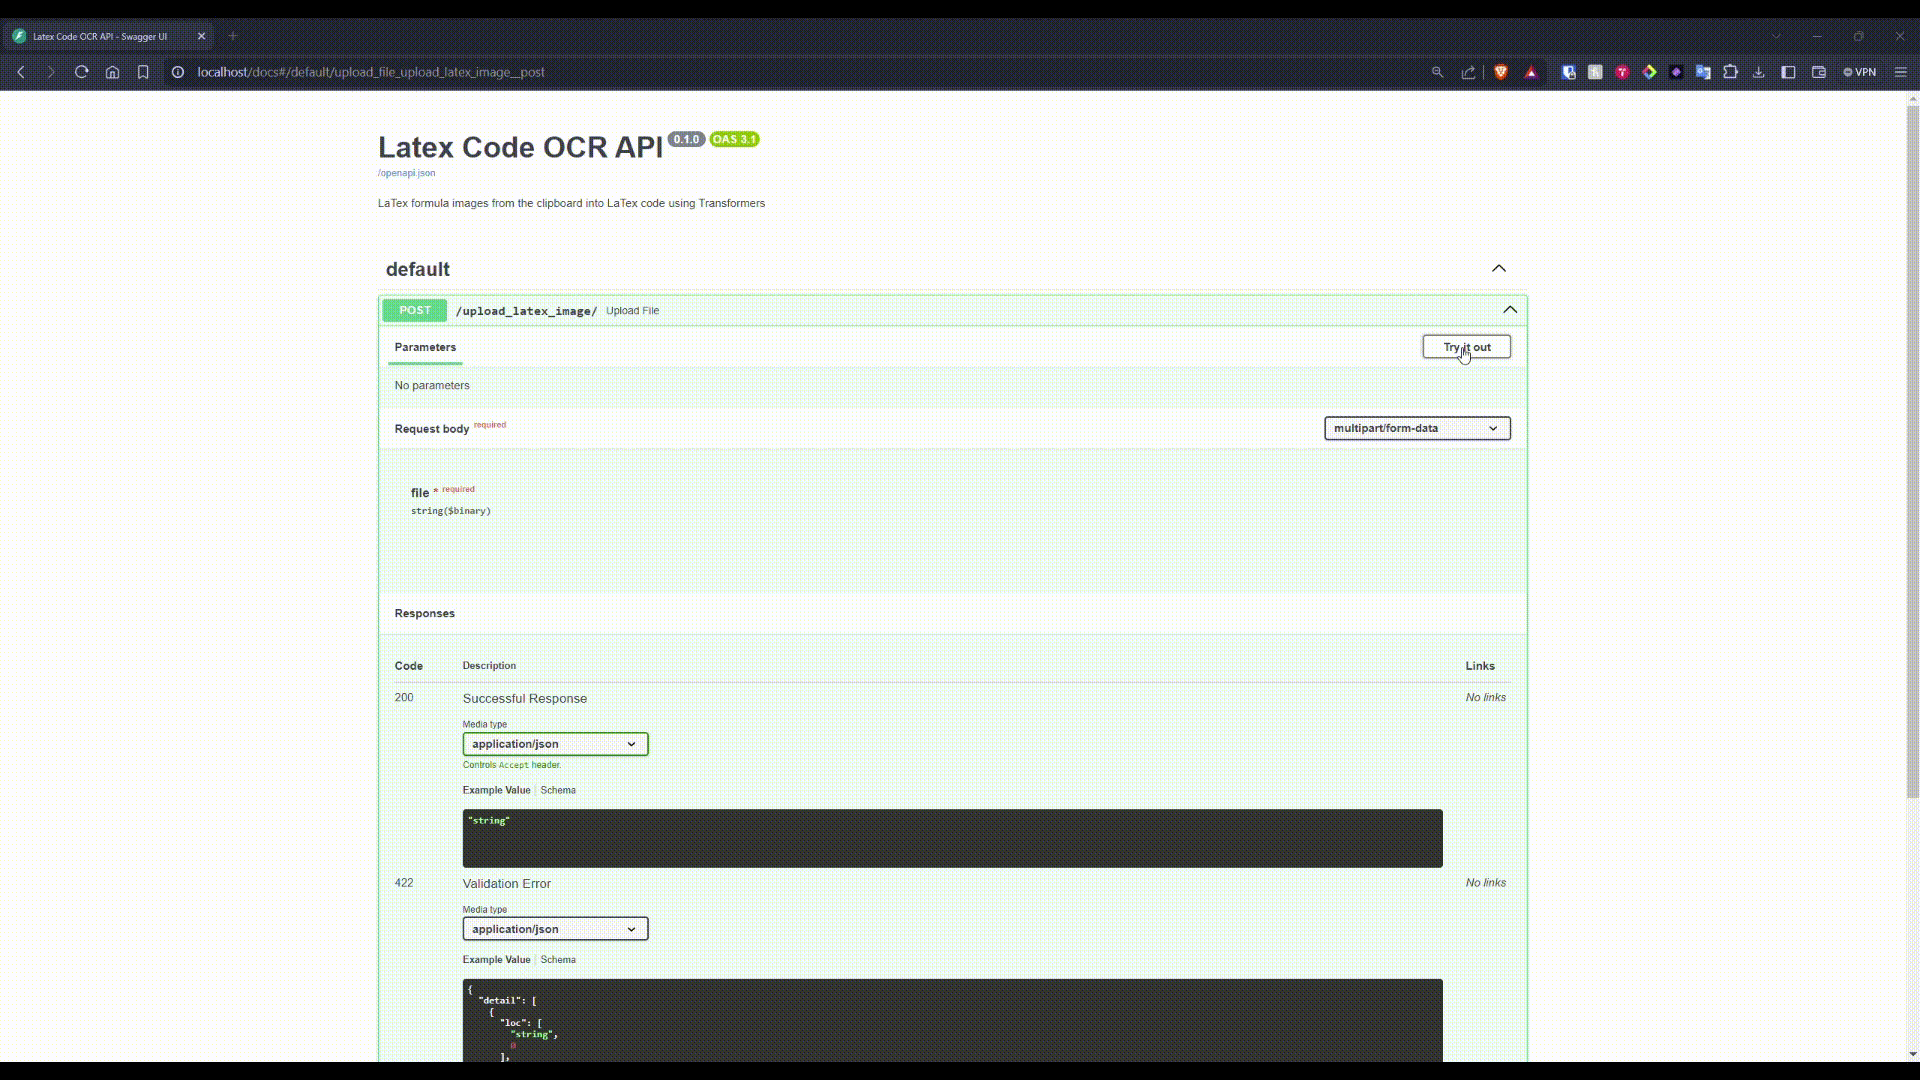 Latex Code OCR API - Swagger UI
localhost/docs#/default/upload_file_upload_latex_image__post
VPN
Latex Code OCR API 0.1.0 OAS 3.1
/openapi.json
LaTex formula images from the clipboard into LaTex code using Transformers
default
POST /upload_latex_image/ Upload File
Parameters
Try it out
No parameters
Request body required
multipart/form-data
file * required
string($binary)
Responses
Code Description Links
200 Successful Response No links
Media type
application/json
Controls Accept header.
Example Value Schema
"string"
422 Validation Error No links
Media type
application/json
Example Value Schema
{
"detail": [
{
"loc": [
"string",
0
],